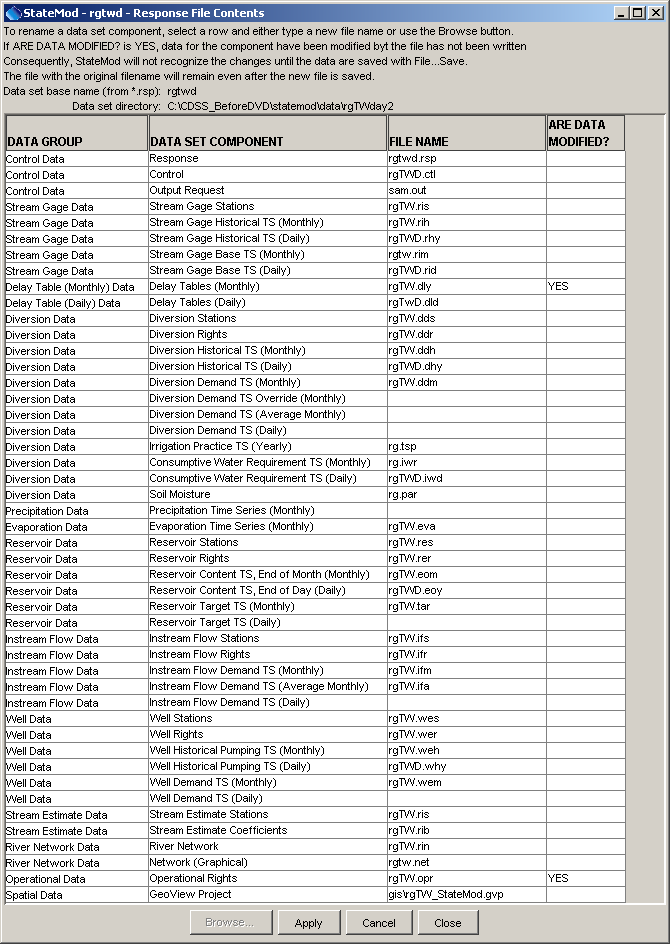 StateMod - rgtwd - Response File Contents
To rename a data set component, select a row and either type a new file name or use the Browse button.
If ARE DATA MODIFIED? is YES, data for the component have been modified byt the file has not been written
Consequently, StateMod will not recognize the changes until the data are saved with File...Save.
The file with the original filename will remain even after the new file is saved.
Data set base name (from *.rsp): rgtwd
Data set directory: C:\CDSS_BeforeDVD\statemod\data\rgTWday2
DATA GROUP DATA SET COMPONENT FILE NAME ARE DATA MODIFIED?
Control Data Response rgtwd.rsp
Control Data Control rgTWD.ctl
Control Data Output Request sam.out
Stream Gage Data Stream Gage Stations rgTW.ris
Stream Gage Data Stream Gage Historical TS (Monthly) rgTW.rih
Stream Gage Data Stream Gage Historical TS (Daily) rgTWD.rhy
Stream Gage Data Stream Gage Base TS (Monthly) rgtw.rim
Stream Gage Data Stream Gage Base TS (Daily) rgTWD.rid
Delay Table (Monthly) Data Delay Tables (Monthly) rgTW.dly YES
Delay Table (Daily) Data Delay Tables (Daily) rgTwD.dld
Diversion Data Diversion Stations rgTW.dds
Diversion Data Diversion Rights rgTW.ddr
Diversion Data Diversion Historical TS (Monthly) rgTW.ddh
Diversion Data Diversion Historical TS (Daily) rgTWD.dhy
Diversion Data Diversion Demand TS (Monthly) rgTW.ddm
Diversion Data Diversion Demand TS Override (Monthly)
Diversion Data Diversion Demand TS (Average Monthly)
Diversion Data Diversion Demand TS (Daily)
Diversion Data Irrigation Practice TS (Yearly) rg.tsp
Diversion Data Consumptive Water Requirement TS (Monthly) rg.iwr
Diversion Data Consumptive Water Requirement TS (Daily) rgTWD.iwd
Diversion Data Soil Moisture rg.par
Precipitation Data Precipitation Time Series (Monthly)
Evaporation Data Evaporation Time Series (Monthly) rgTW.eva
Reservoir Data Reservoir Stations rgTW.res
Reservoir Data Reservoir Rights rgTW.rer
Reservoir Data Reservoir Content TS, End of Month (Monthly) rgTW.eom
Reservoir Data Reservoir Content TS, End of Day (Daily) rgTWD.eoy
Reservoir Data Reservoir Target TS (Monthly) rgTW.tar
Reservoir Data Reservoir Target TS (Daily)
Instream Flow Data Instream Flow Stations rgTW.ifs
Instream Flow Data Instream Flow Rights rgTW.ifr
Instream Flow Data Instream Flow Demand TS (Monthly) rgTW.ifm
Instream Flow Data Instream Flow Demand TS (Average Monthly) rgTW.ifa
Instream Flow Data Instream Flow Demand TS (Daily)
Well Data Well Stations rgTW.wes
Well Data Well Rights rgTW.wer
Well Data Well Historical Pumping TS (Monthly) rgTW.weh
Well Data Well Historical Pumping TS (Daily) rgTWD.why
Well Data Well Demand TS (Monthly) rgTW.wem
Well Data Well Demand TS (Daily)
Stream Estimate Data Stream Estimate Stations rgTW.ris
Stream Estimate Data Stream Estimate Coefficients rgTW.rib
River Network Data River Network rgTW.rin
River Network Data Network (Graphical) rgtw.net
Operational Data Operational Rights rgTW.opr YES
Spatial Data GeoView Project gis\rgTW_StateMod.gvp
Browse... Apply Cancel Close